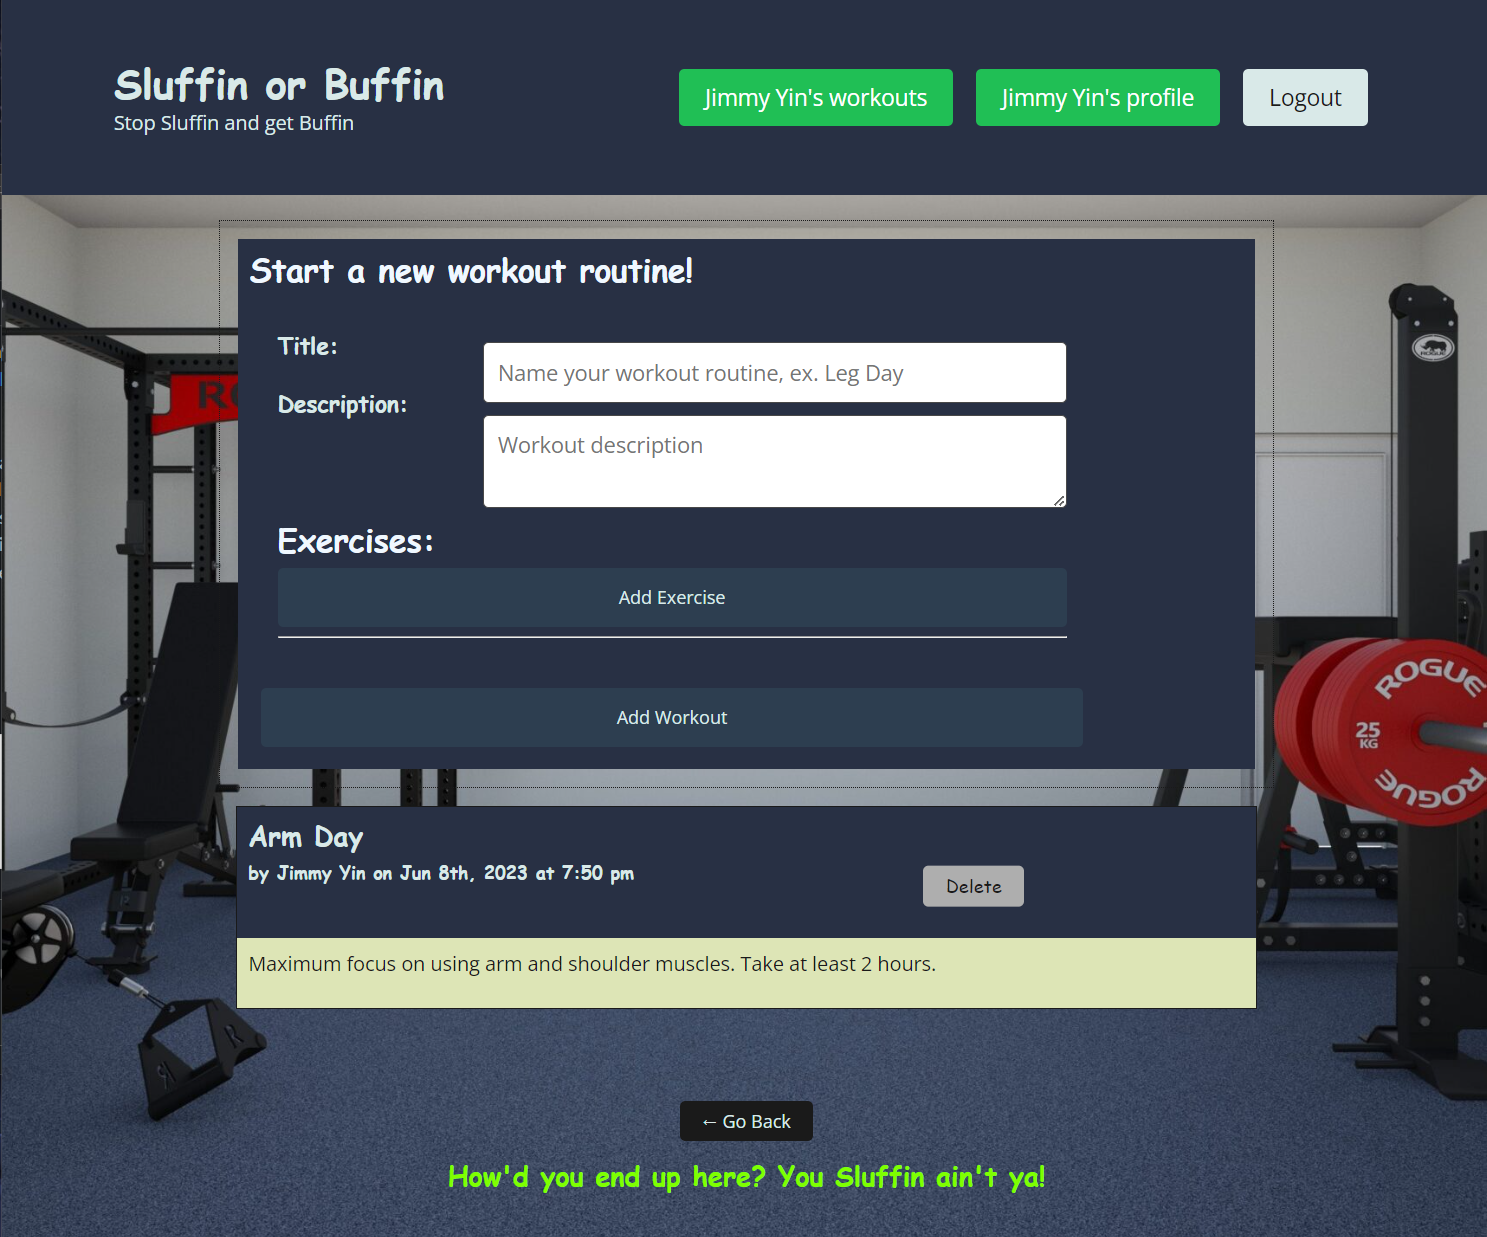 Sluffin or Buffin
Stop Sluffin and get Buffin
Jimmy Yin's workouts
Jimmy Yin's profile
Logout
Start a new workout routine!
Title:
Name your workout routine, ex. Leg Day
Description:
Workout description
Exercises:
Add Exercise
Add Workout
ROGUE
ROGUE
25
KG
ROGUE
Arm Day
by Jimmy Yin on Jun 8th, 2023 at 7:50 pm
Delete
Maximum focus on using arm and shoulder muscles. Take at least 2 hours.
← Go Back
How'd you end up here? You Sluffin ain't ya!